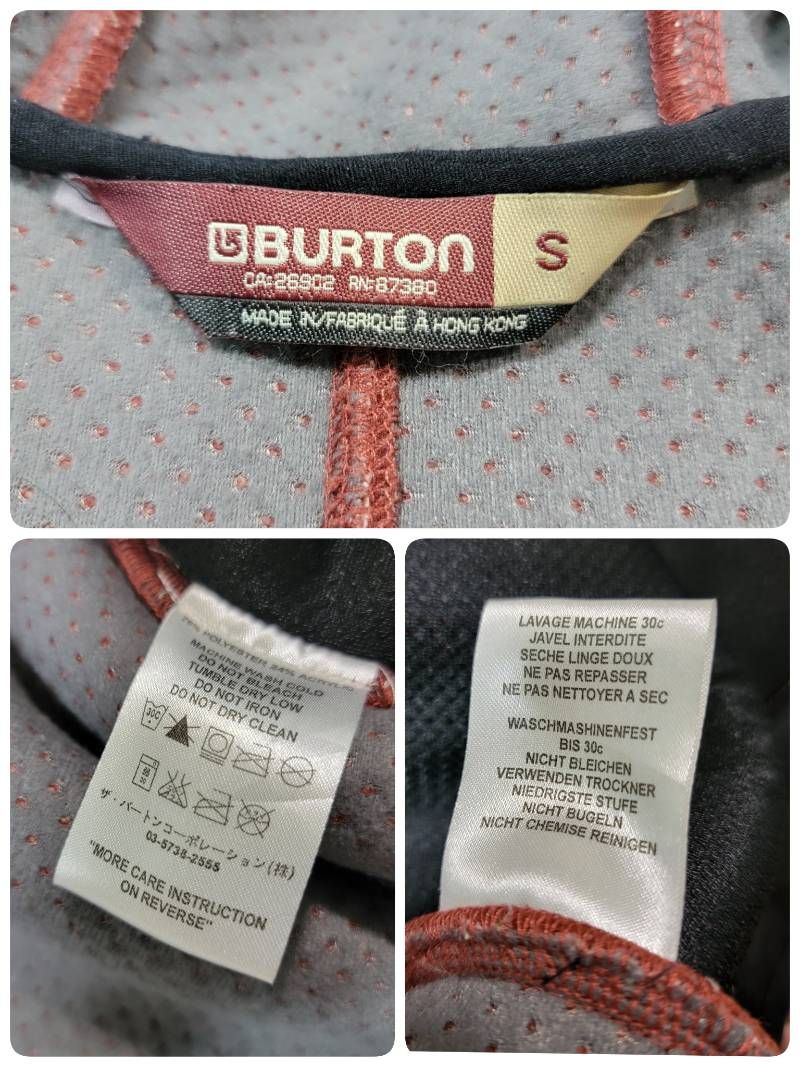 BURTON S
CA:26902 RN:87380
MADE IN/FABRIQUÉ À HONG KONG
POLYESTER 24% ACRYLIC
MACHINE WASH COLD
DO NOT BLEACH
TUMBLE DRY LOW
DO NOT IRON
DO NOT DRY CLEAN
30C
ザ・バートンコーポレーション(株)
03-5738-2555
"MORE CARE INSTRUCTION
ON REVERSE"
LAVAGE MACHINE 30c
JAVEL INTERDITE
SECHE LINGE DOUX
NE PAS REPASSER
NE PAS NETTOYER A SEC
WASCHMASHINENFEST
BIS 30c
NICHT BLEICHEN
VERWENDEN TROCKNER
NIEDRIGSTE STUFE
NICHT BUGELN
NICHT CHEMISE REINIGEN